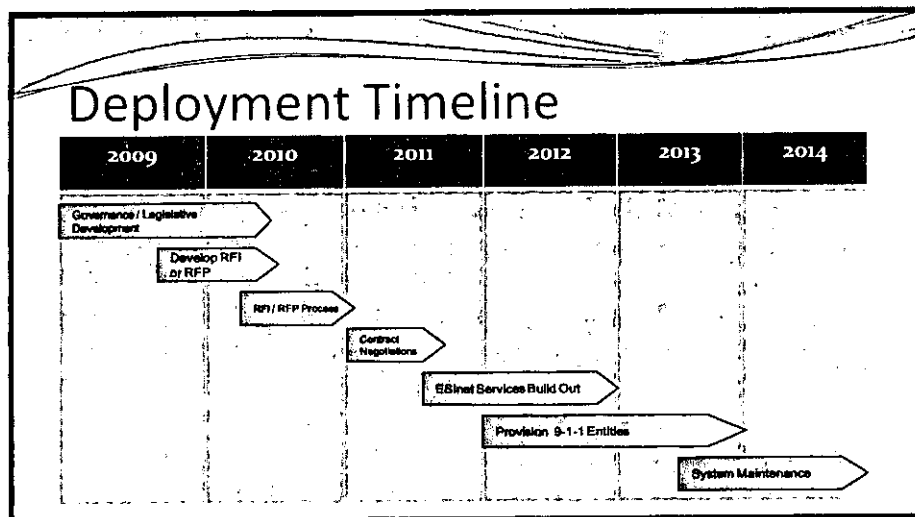 Deployment Timeline
2009 2010 2011 2012 2013 2014
Governance / Legislative
Development
Develop RFI
or RFP
RFI / RFP Process
Contract
Negotiations
ESInet Services Build Out
Provision 9-1-1 Entities
System Maintenance